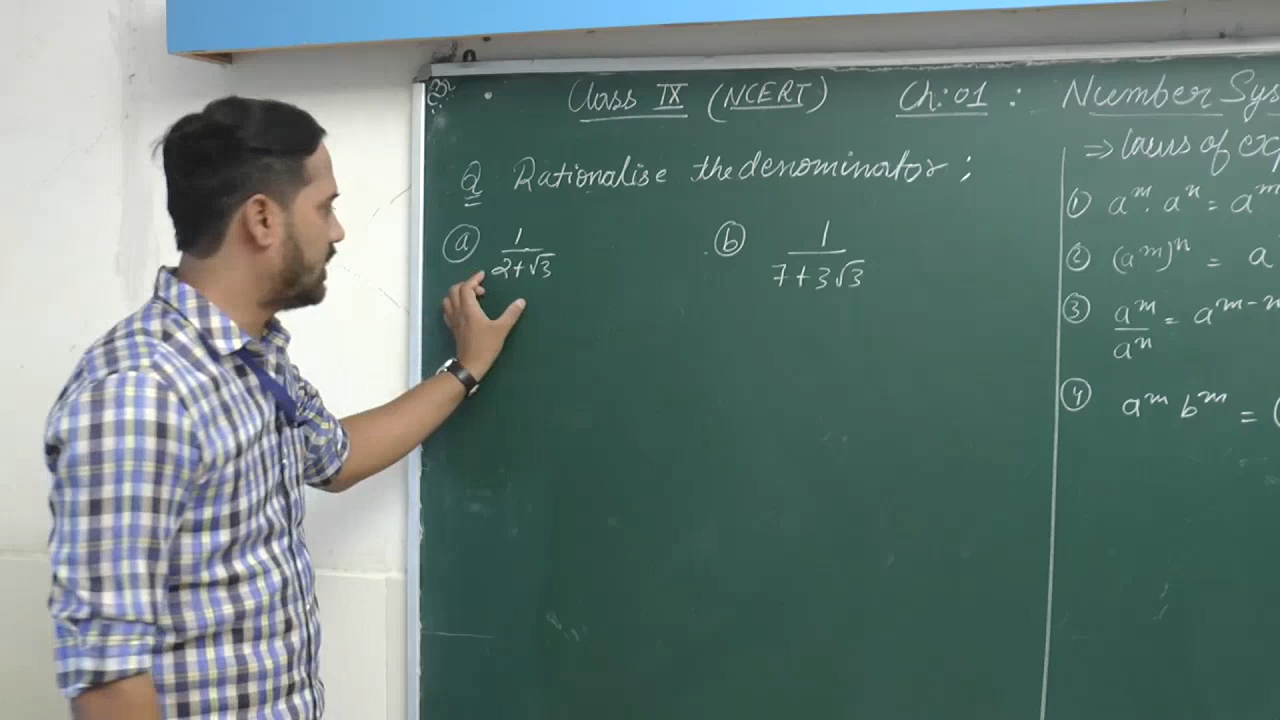 Class IX (NCERT) Ch:01 : Number Sys
Q Rationalise the denominator ;
(a) 1/(2+√3) (b) 1/(7+3√3)
⇒ laws of
① a^m . a^n = a^m
② (a^m)^n = a
③ a^m/a^n = a^m-n
④ a^m b^m = (